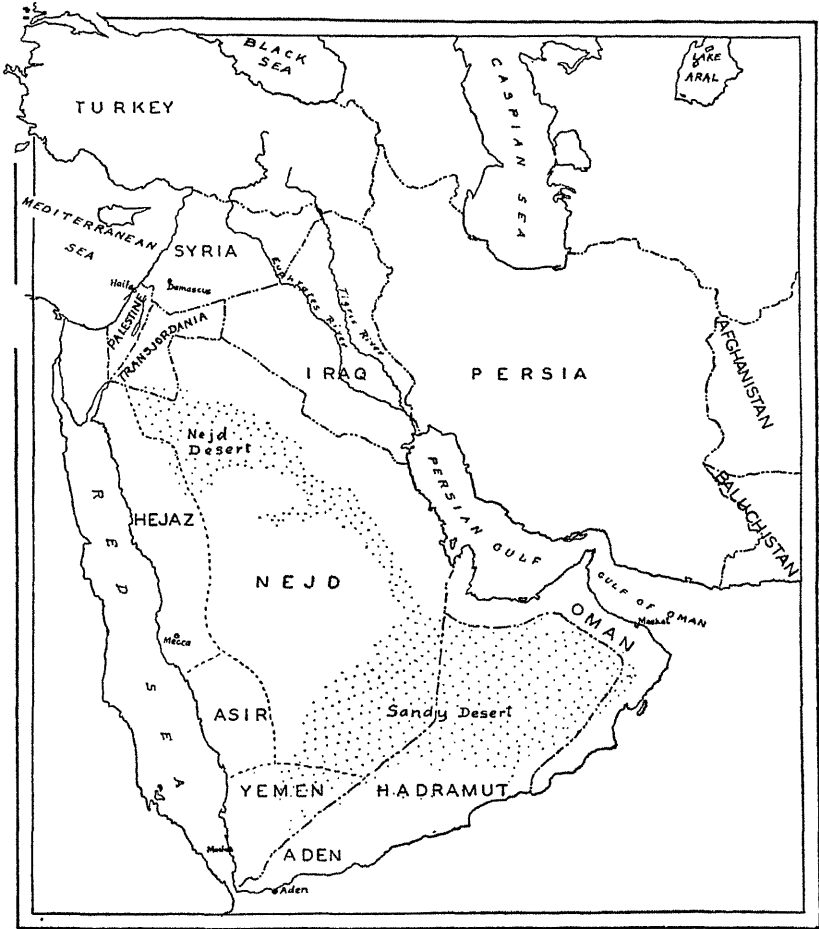 BLACK
SEA
LAKE
ARAL
TURKEY
CASPIAN SEA
MEDITERRANEAN
SEA
SYRIA
Haifa
Damascus
PALESTINE
TRANSJORDANIA
Euphrates River
Tigris River
IRAQ
PERSIA
AFGHANISTAN
BALUCHISTAN
Nejd
Desert
PERSIAN GULF
RED SEA
HEJAZ
NEJD
GULF OF OMAN
OMAN
Maskat
Mecca
ASIR
Sandy Desert
YEMEN
HADRAMUT
ADEN
Aden